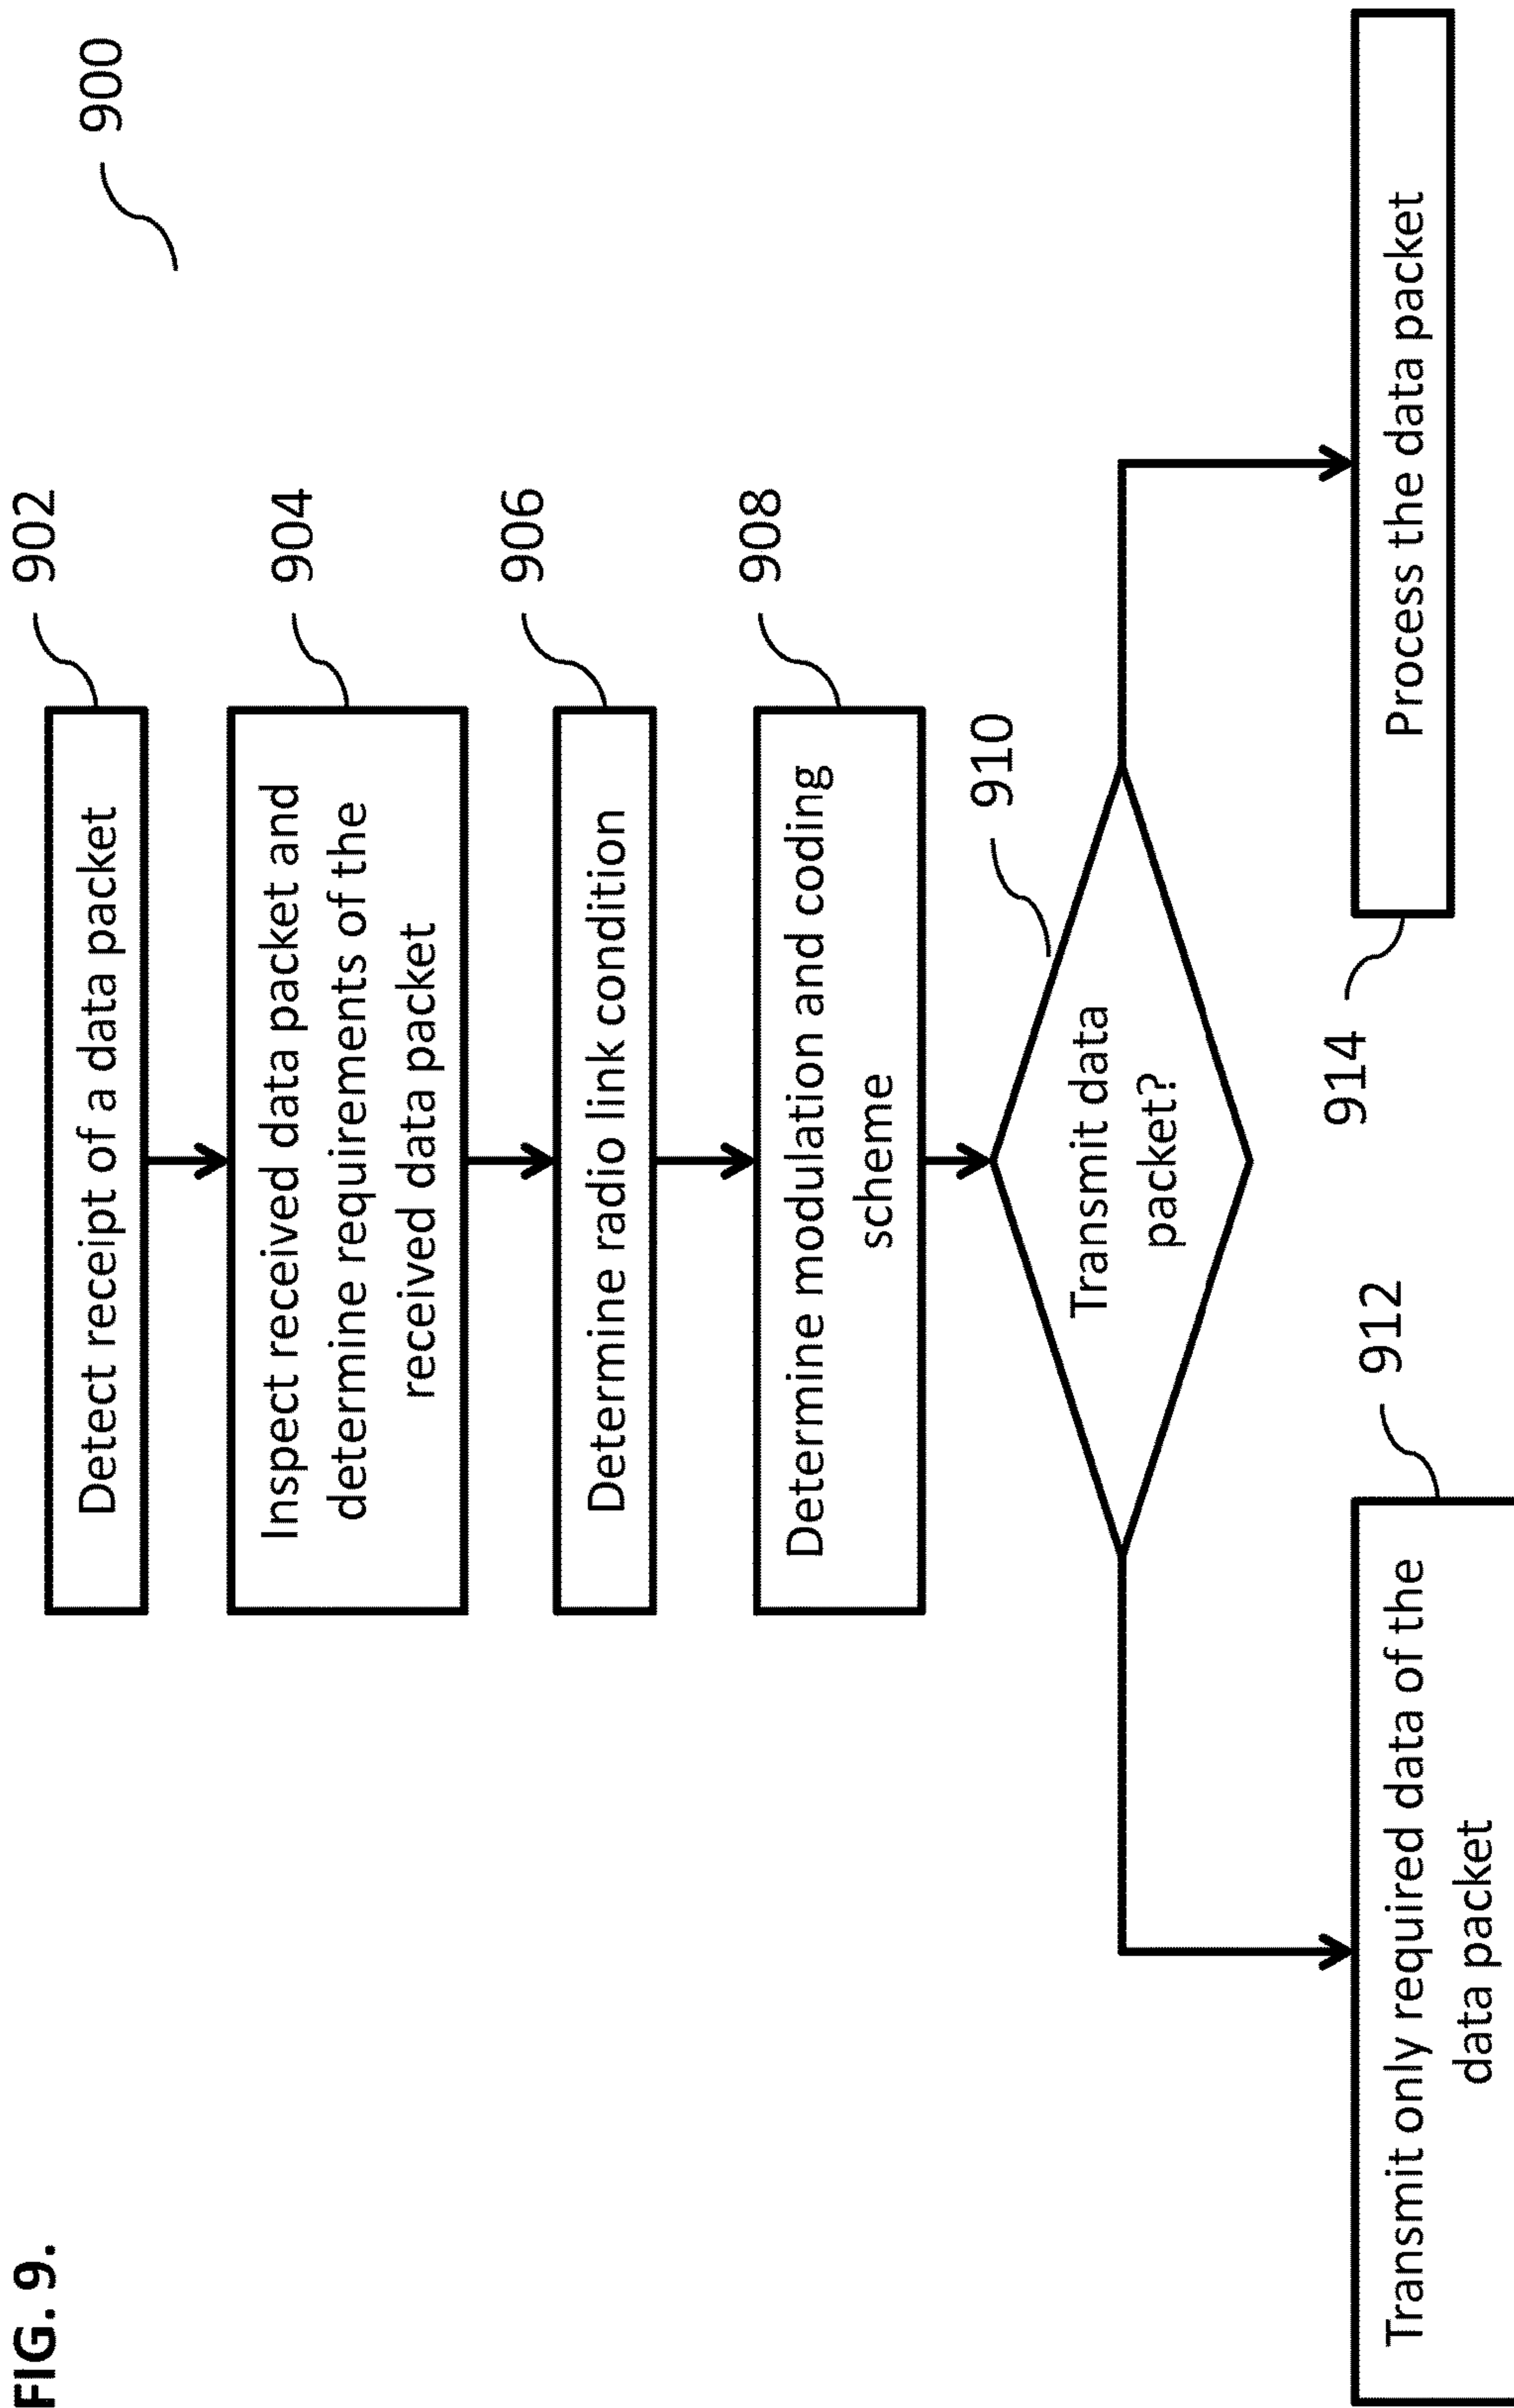 FIG. 9.
900
902
Detect receipt of a data packet
904
Inspect received data packet and
determine requirements of the
received data packet
906
Determine radio link condition
908
Determine modulation and coding
scheme
910
Transmit data
packet?
912
Transmit only required data of the
data packet
914
Process the data packet